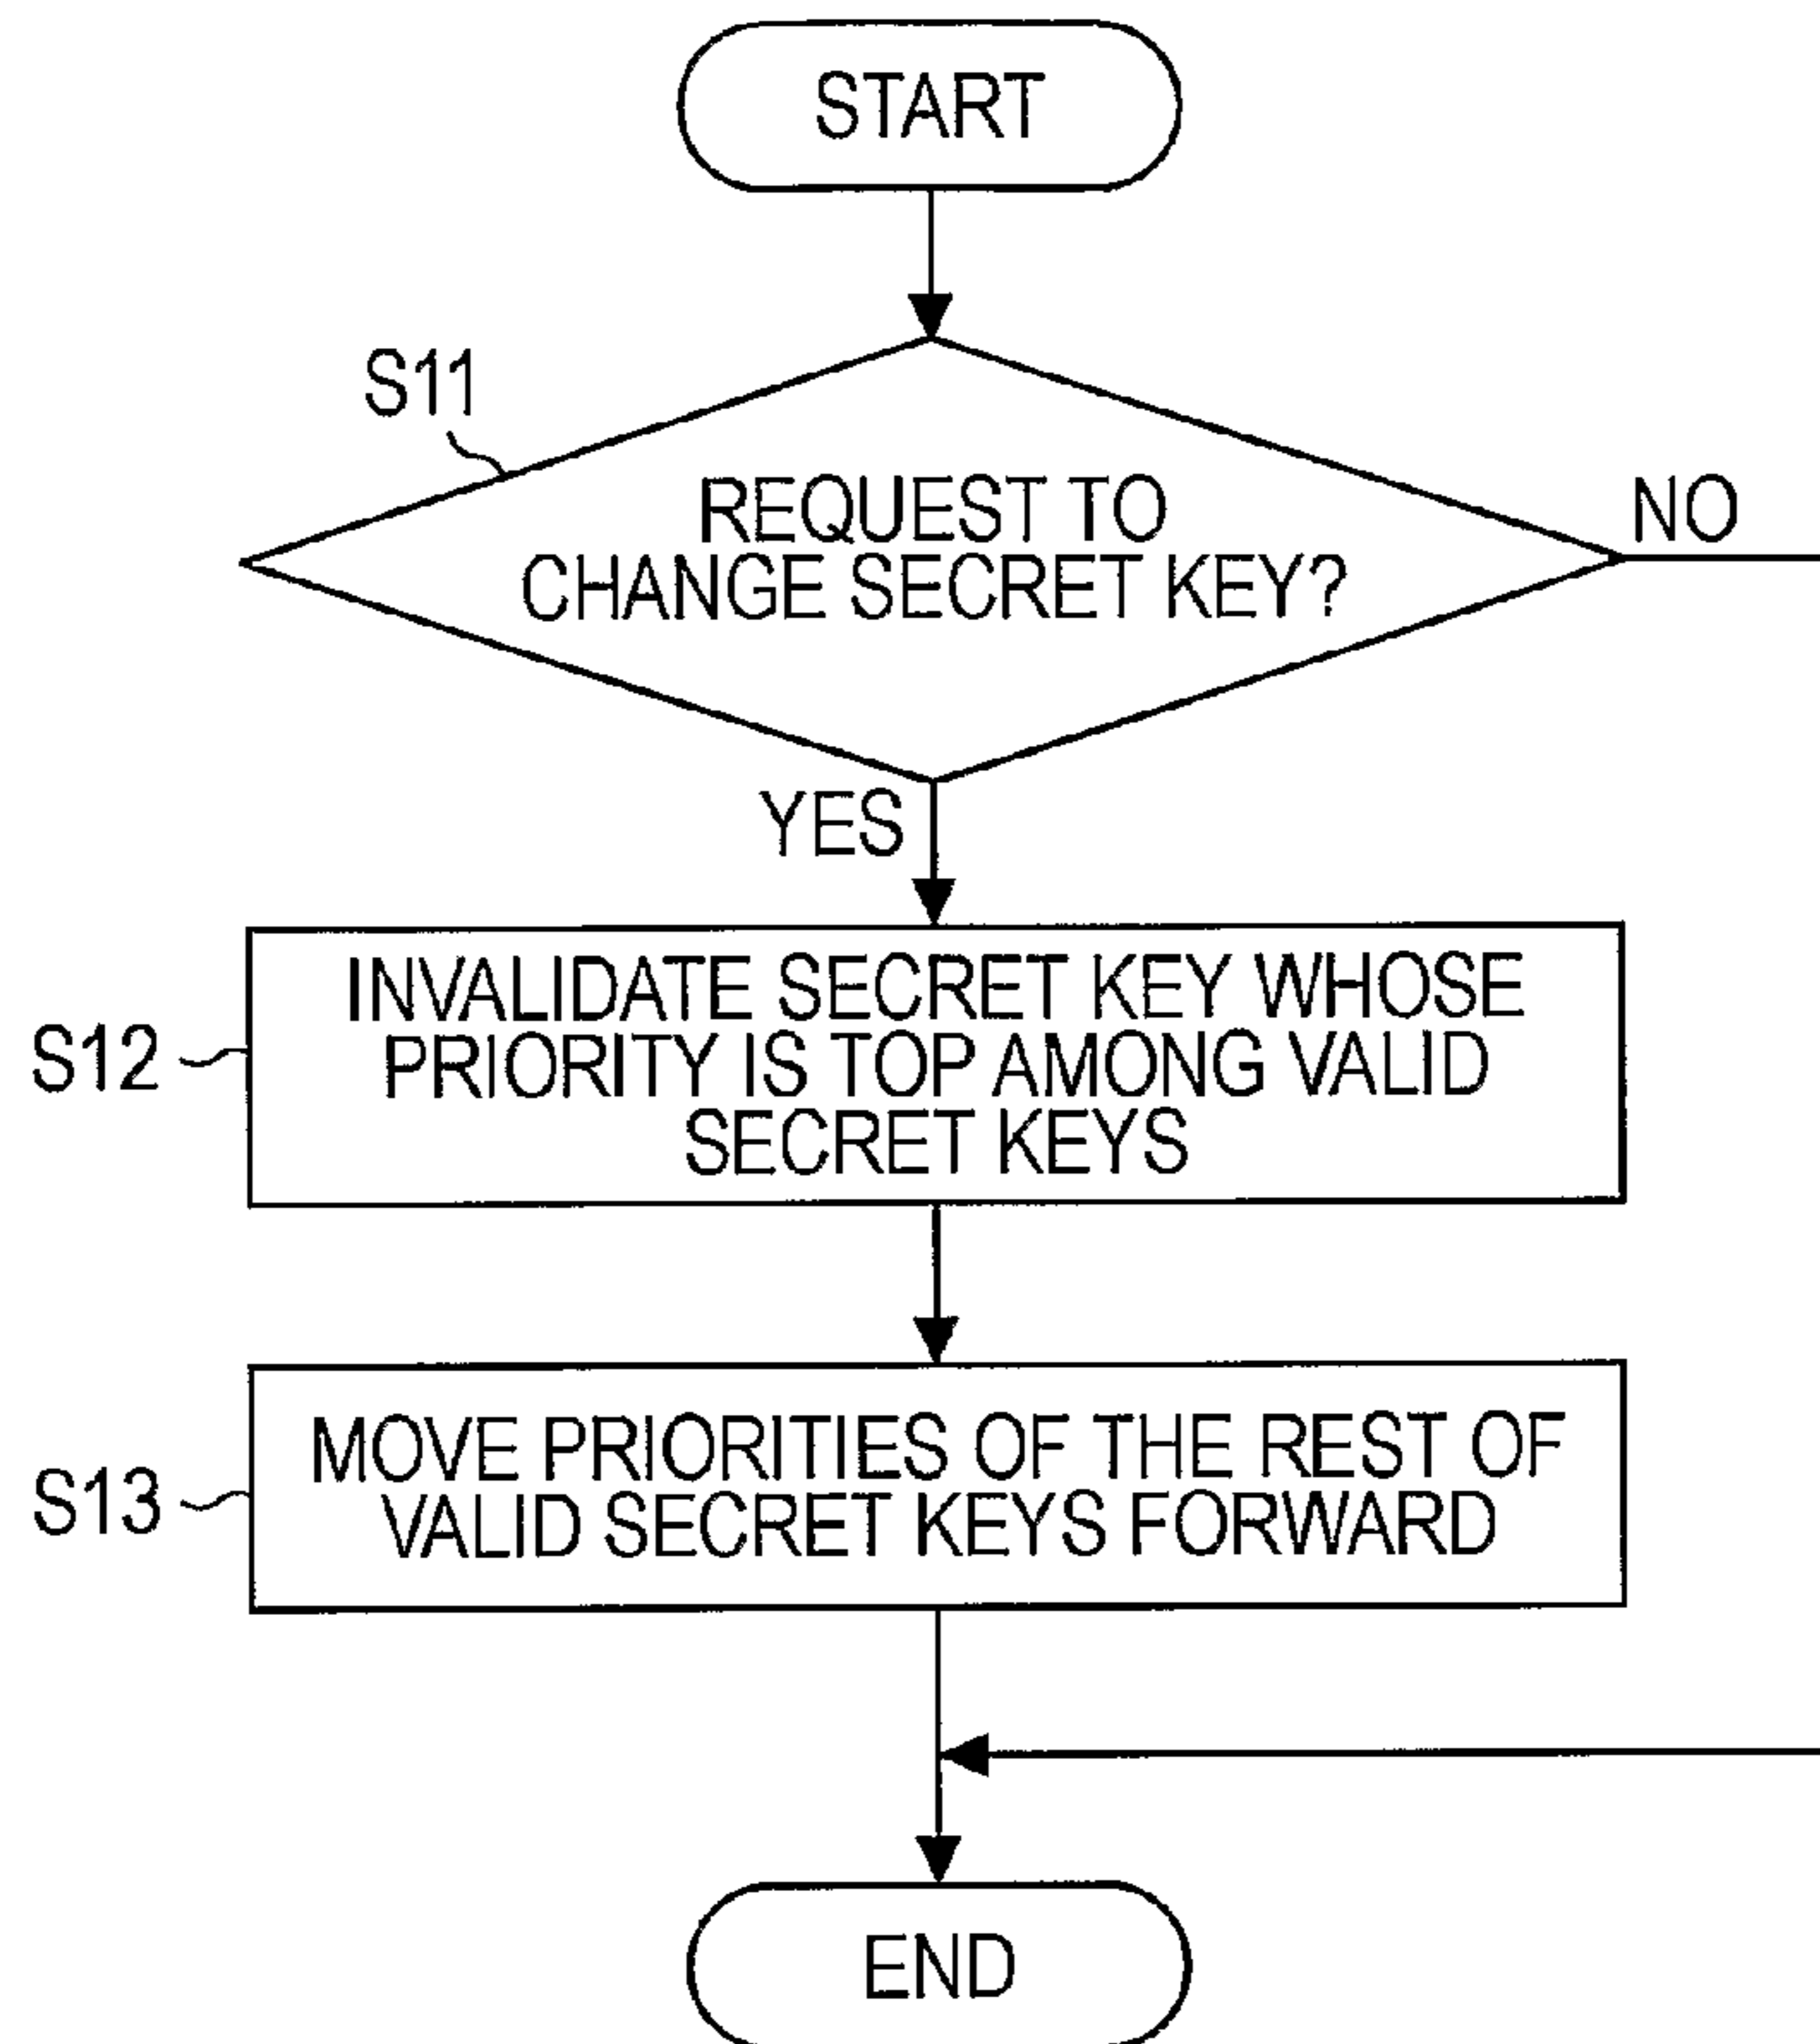 START
S11
REQUEST TO
CHANGE SECRET KEY?
NO
YES
S12
INVALIDATE SECRET KEY WHOSE
PRIORITY IS TOP AMONG VALID
SECRET KEYS
S13
MOVE PRIORITIES OF THE REST OF
VALID SECRET KEYS FORWARD
END